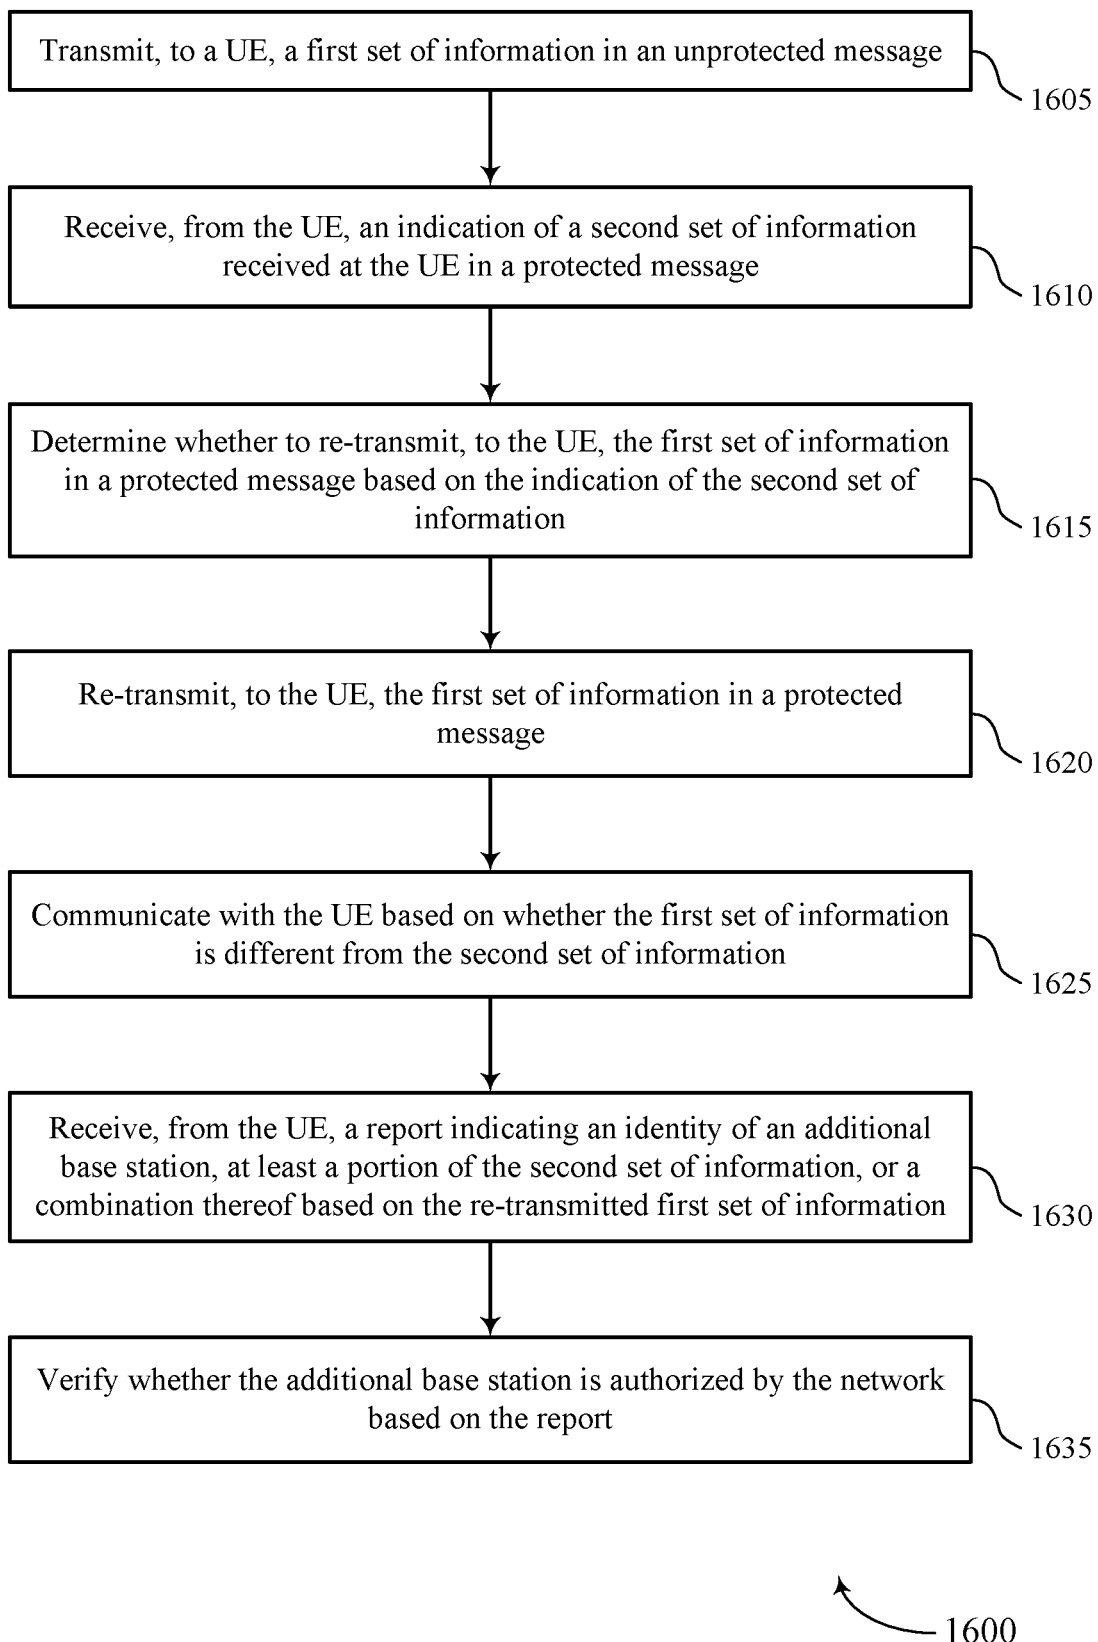 Transmit, to a UE, a first set of information in an unprotected message
1605
Receive, from the UE, an indication of a second set of information
received at the UE in a protected message
1610
Determine whether to re-transmit, to the UE, the first set of information
in a protected message based on the indication of the second set of
information
1615
Re-transmit, to the UE, the first set of information in a protected
message
1620
Communicate with the UE based on whether the first set of information
is different from the second set of information
1625
Receive, from the UE, a report indicating an identity of an additional
base station, at least a portion of the second set of information, or a
combination thereof based on the re-transmitted first set of information
1630
Verify whether the additional base station is authorized by the network
based on the report
1635
1600